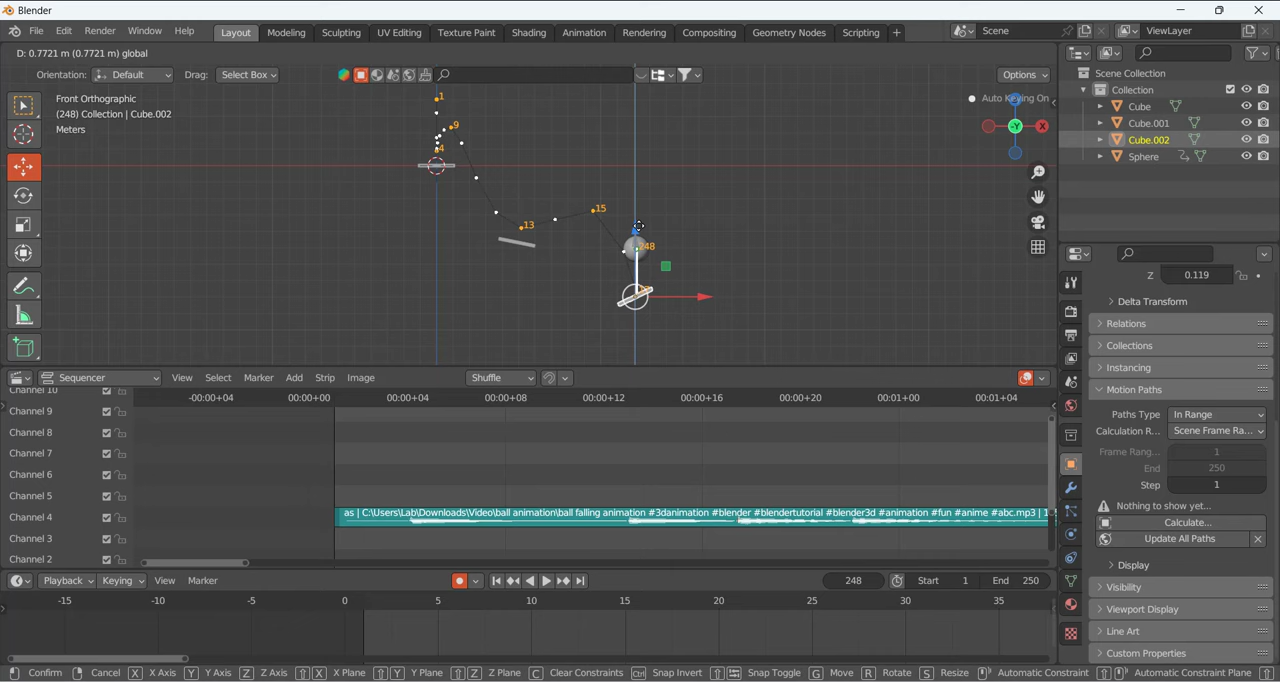 Blender
File Edit Render Window Help Layout Modeling Sculpting UV Editing Texture Paint Shading Animation Rendering Compositing Geometry Nodes Scripting + Scene ViewLayer
D: 0.7721 m (0.7721 m) global
Orientation: Default Drag: Select Box Options
Front Orthographic
(248) Collection | Cube.002
Meters
Auto Keying On
1
9
4
13
15
248
-Y
X
Scene Collection
Collection
Cube
Cube.001
Cube.002
Sphere
Z 0.119
Delta Transform
Relations
Collections
Instancing
Motion Paths
Paths Type In Range
Calculation R... Scene Frame Ra...
Frame Rang... 1
End 250
Step 1
Nothing to show yet...
Calculate...
Update All Paths
Display
Visibility
Viewport Display
Line Art
Custom Properties
Sequencer View Select Marker Add Strip Image Shuffle
-00:00+04 00:00+00 00:00+04 00:00+08 00:00+12 00:00+16 00:00+20 00:01+00 00:01+04
Channel 10
Channel 9
Channel 8
Channel 7
Channel 6
Channel 5
Channel 4
Channel 3
Channel 2
as | C:\Users\Lab\Downloads\Video\ball animation\ball falling animation #3danimation #blender #blendertutorial #blender3d #animation #fun #anime #abc.mp3 | 1
Playback Keying View Marker 248 Start 1 End 250
-15 -10 -5 0 5 10 15 20 25 30 35
Confirm Cancel X X Axis Y Y Axis Z Z Axis X X Plane Y Y Plane Z Z Plane C Clear Constraints Ctrl Snap Invert Snap Toggle G Move R Rotate S Resize Automatic Constraint Automatic Constraint Plane